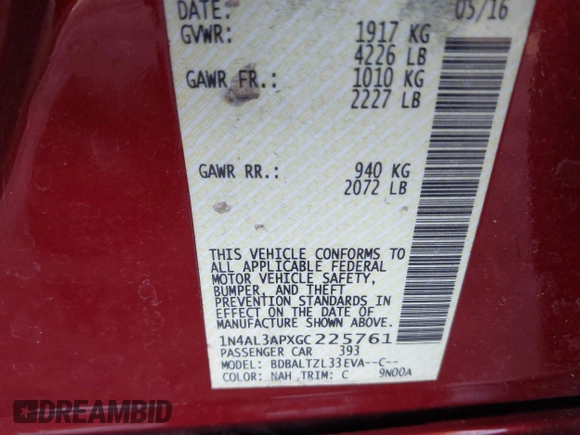 DATE: 05/16
GVWR: 1917 KG
4226 LB
GAWR FR.: 1010 KG
2227 LB
GAWR RR.: 940 KG
2072 LB
THIS VEHICLE CONFORMS TO
ALL APPLICABLE FEDERAL
MOTOR VEHICLE SAFETY,
BUMPER, AND THEFT
PREVENTION STANDARDS IN
EFFECT ON THE DATE OF
MANUFACTURE SHOWN ABOVE.
1N4AL3APXGC225761
PASSENGER CAR 393
MODEL: BDBALTZL33EVA--C--
COLOR: NAH TRIM: C 9N00A
DREAMBID